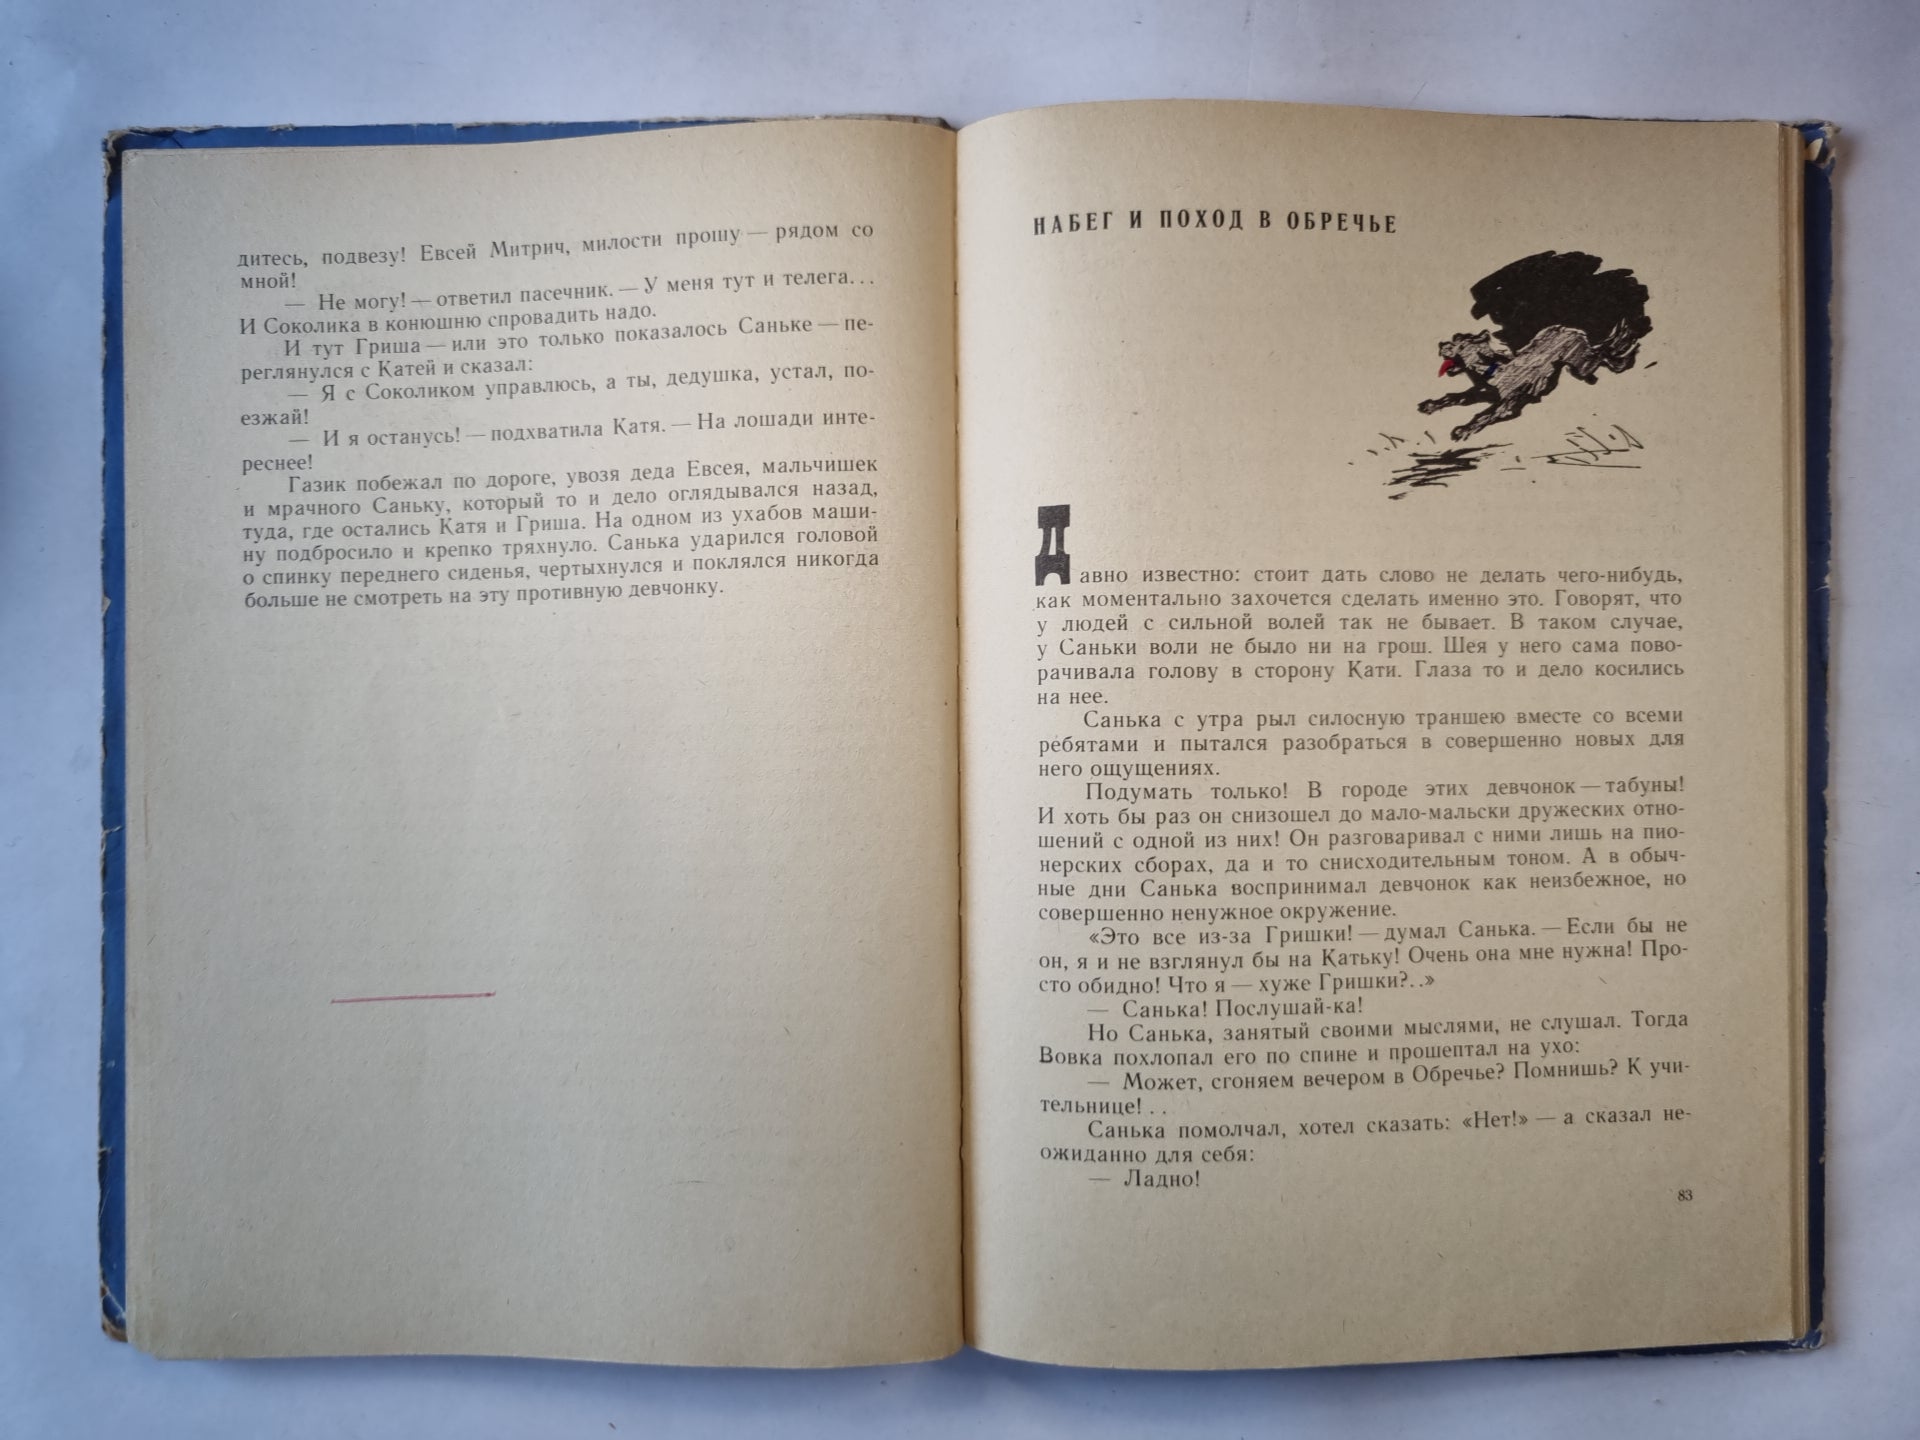 дитесь, подвезу! Евсей Митрич, милости прошу — рядом со
мной!
— Не могу! — ответил пасечник. — У меня тут и телега...
И Соколика в конюшню спровадить надо.
И тут Гриша — или это только показалось Саньке — пе-
реглянулся с Катей и сказал:
— Я с Соколиком управлюсь, а ты, дедушка, устал, по-
езжай!
— И я останусь! — подхватила Катя. — На лошади инте-
реснее!
Газик побежал по дороге, увозя деда Евсея, мальчишек
и мрачного Саньку, который то и дело оглядывался назад,
туда, где остались Катя и Гриша. На одном из ухабов маши-
ну подбросило и крепко тряхнуло. Санька ударился головой
о спинку переднего сиденья, чертыхнулся и поклялся никогда
больше не смотреть на эту противную девчонку.
НАБЕГ И ПОХОД В ОБРЕЧЬЕ
Давно известно: стоит дать слово не делать чего-нибудь,
как моментально захочется сделать именно это. Говорят, что
у людей с сильной волей так не бывает. В таком случае,
у Саньки воли не было ни на грош. Шея у него сама пово-
рачивала голову в сторону Кати. Глаза то и дело косились
на нее.
Санька с утра рыл силосную траншею вместе со всеми
ребятами и пытался разобраться в совершенно новых для
него ощущениях.
Подумать только! В городе этих девчонок — табуны!
И хоть бы раз он снизошел до мало-мальски дружеских отно-
шений с одной из них! Он разговаривал с ними лишь на пио-
нерских сборах, да и то снисходительным тоном. А в обыч-
ные дни Санька воспринимал девчонок как неизбежное, но
совершенно ненужное окружение.
«Это все из-за Гришки! — думал Санька. — Если бы не
он, я и не взглянул бы на Катьку! Очень она мне нужна! Про-
сто обидно! Что я — хуже Гришки?..»
— Санька! Послушай-ка!
Но Санька, занятый своими мыслями, не слушал. Тогда
Вовка похлопал его по спине и прошептал на ухо:
— Может, сгоняем вечером в Обречье? Помнишь? К учи-
тельнице!..
Санька помолчал, хотел сказать: «Нет!» — а сказал не-
ожиданно для себя:
— Ладно!
83